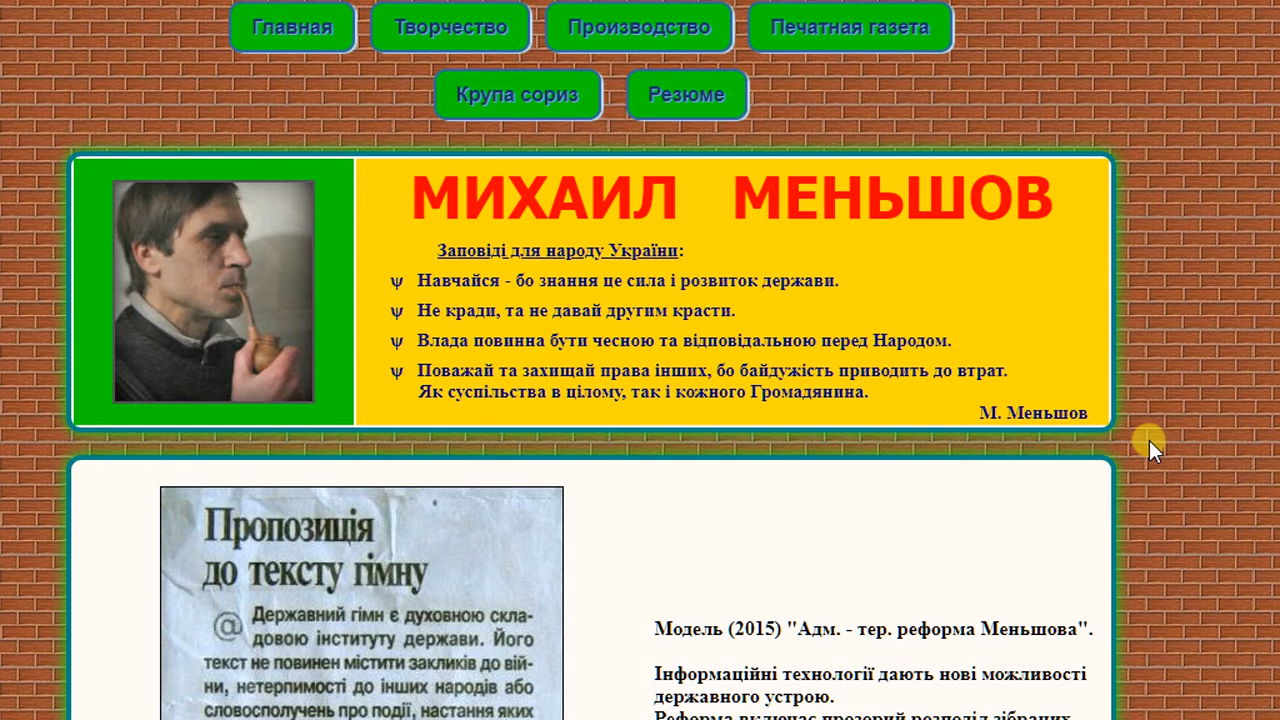 Главная Творчество Производство Печатная газета
Крупа сориз Резюме
МИХАИЛ МЕНЬШОВ
Заповіді для народу України:
ψ Навчайся - бо знання це сила і розвиток держави.
ψ Не кради, та не давай другим красти.
ψ Влада повинна бути чесною та відповідальною перед Народом.
ψ Поважай та захищай права інших, бо байдужість приводить до втрат.
Як суспільства в цілому, так і кожного Громадянина.
М. Меньшов
Пропозиція
до тексту гімну
@ Державний гімн є духовною скла-
довою інституту держави. Його
текст не повинен містити закликів до вій-
ни, нетерпимості до інших народів або
словосполучень про події, настання яких
Модель (2015) "Адм. - тер. реформа Меньшова".
Інформаційні технології дають нові можливості
державного устрою.
Реформа включає прозорий розподіл зібраних